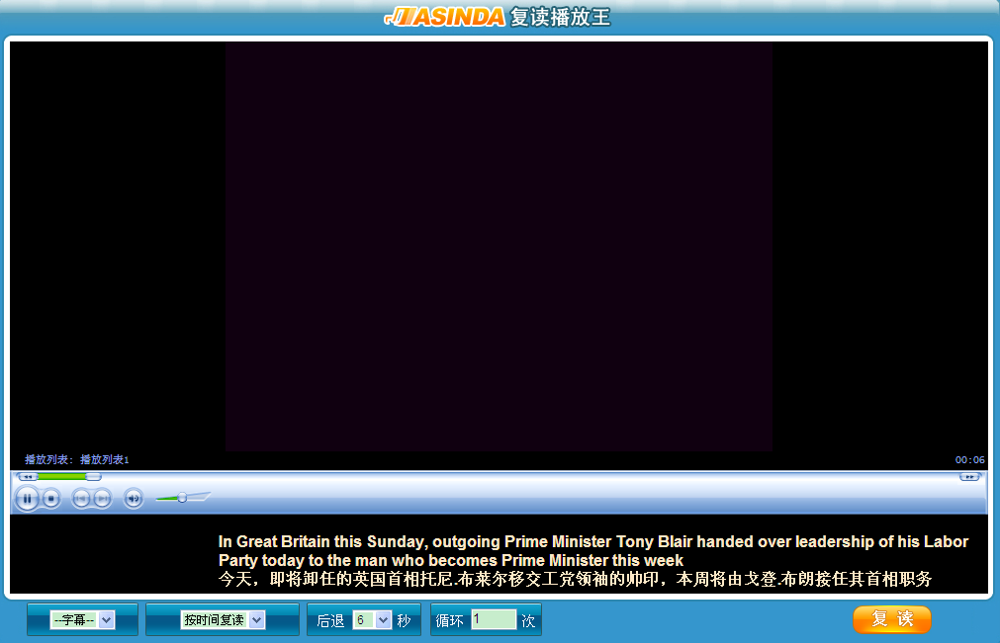 JTASINDA 复读播放王
播放列表: 播放列表1 00:06
In Great Britain this Sunday, outgoing Prime Minister Tony Blair handed over leadership of his Labor
Party today to the man who becomes Prime Minister this week
今天，即将卸任的英国首相托尼.布莱尔移交工党领袖的帅印，本周将由戈登.布朗接任其首相职务
--字幕-- 按时间复读 后退 6 秒 循环 1 次 复 读